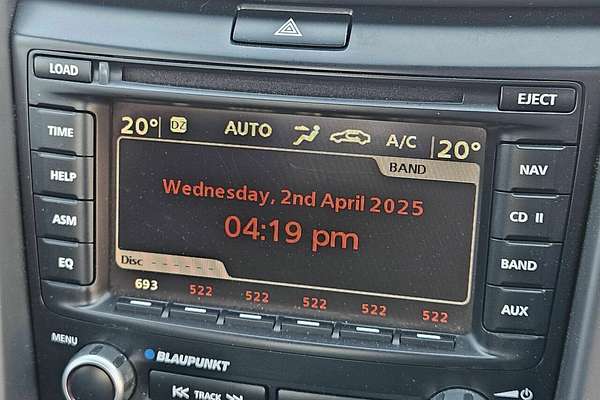 LOAD
EJECT
TIME
20° DZ AUTO A/C 20°
BAND
NAV
HELP
Wednesday, 2nd April 2025
CD II
ASM
04:19 pm
EQ
Disc
BAND
693 522 522 522 522 522
AUX
MENU
BLAUPUNKT
TRACK